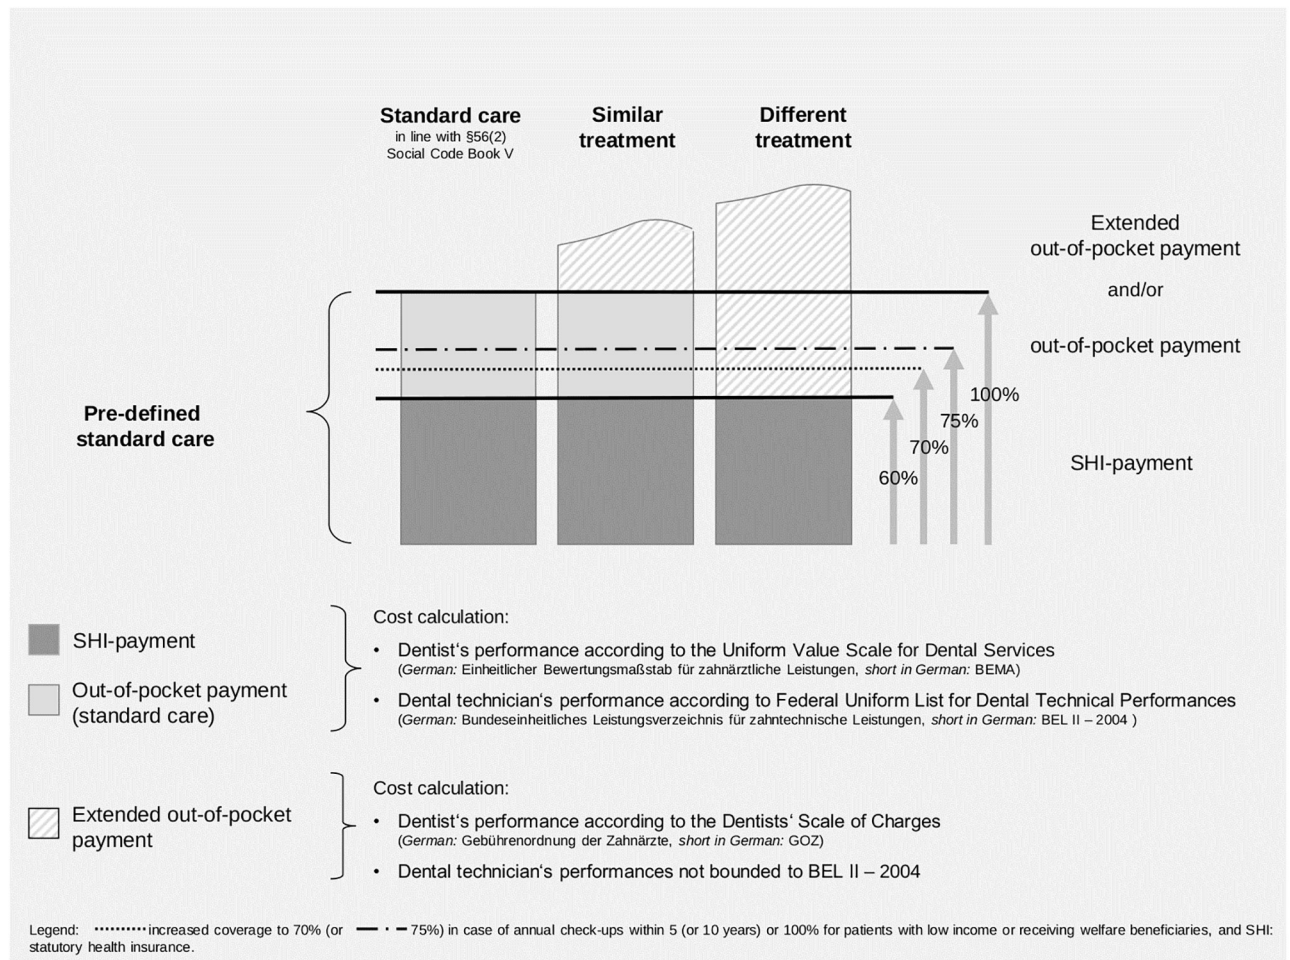 Standard care
in line with §56(2)
Social Code Book V
Similar
treatment
Different
treatment
Extended
out-of-pocket payment
and/or
out-of-pocket payment
SHI-payment
100%
75%
70%
60%
Pre-defined
standard care
SHI-payment
Out-of-pocket payment
(standard care)
Cost calculation:
• Dentist‘s performance according to the Uniform Value Scale for Dental Services
(German: Einheitlicher Bewertungsmaßstab für zahnärztliche Leistungen, short in German: BEMA)
• Dental technician‘s performance according to Federal Uniform List for Dental Technical Performances
(German: Bundeseinheitliches Leistungsverzeichnis für zahntechnische Leistungen, short in German: BEL II – 2004 )
Extended out-of-pocket
payment
Cost calculation:
• Dentist‘s performance according to the Dentists‘ Scale of Charges
(German: Gebührenordnung der Zahnärzte, short in German: GOZ)
• Dental technician‘s performances not bounded to BEL II – 2004
Legend: increased coverage to 70% (or 75%) in case of annual check-ups within 5 (or 10 years) or 100% for patients with low income or receiving welfare beneficiaries, and SHI:
statutory health insurance.